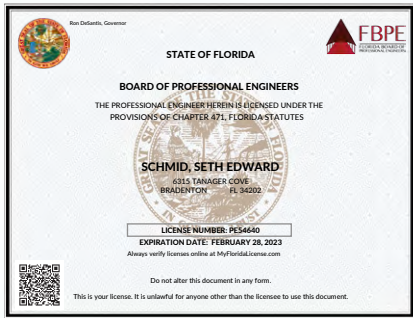 Ron DeSantis, Governor
FBPE
FLORIDA BOARD OF
PROFESSIONAL ENGINEERS
STATE OF FLORIDA
BOARD OF PROFESSIONAL ENGINEERS
THE PROFESSIONAL ENGINEER HEREIN IS LICENSED UNDER THE
PROVISIONS OF CHAPTER 471, FLORIDA STATUTES
SCHMID, SETH EDWARD
6315 TANAGER COVE
BRADENTON FL 34202
LICENSE NUMBER: PE54640
EXPIRATION DATE: FEBRUARY 28, 2023
Always verify licenses online at MyFloridaLicense.com
Do not alter this document in any form.
This is your license. It is unlawful for anyone other than the licensee to use this document.